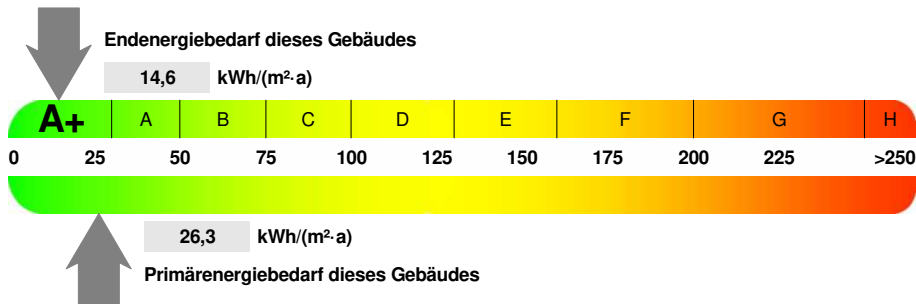 Endenergiebedarf dieses Gebäudes
14,6 kWh/(m²·a)
A+ A B C D E F G H
0 25 50 75 100 125 150 175 200 225 >250
26,3 kWh/(m²·a)
Primärenergiebedarf dieses Gebäudes